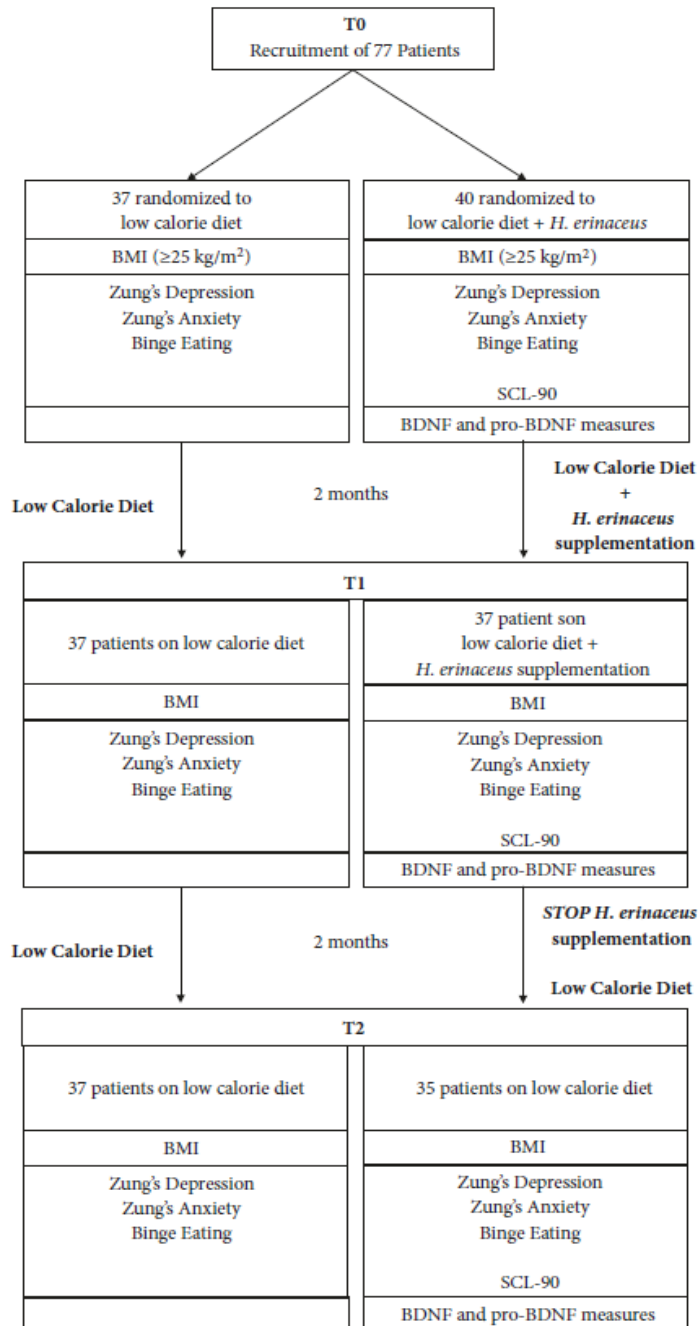 T0
Recruitment of 77 Patients
37 randomized to
low calorie diet
BMI (≥25 kg/m²)
Zung's Depression
Zung's Anxiety
Binge Eating
40 randomized to
low calorie diet + H. erinaceus
BMI (≥25 kg/m²)
Zung's Depression
Zung's Anxiety
Binge Eating
SCL-90
BDNF and pro-BDNF measures
Low Calorie Diet
2 months
Low Calorie Diet
+
H. erinaceus
supplementation
T1
37 patients on low calorie diet
BMI
Zung's Depression
Zung's Anxiety
Binge Eating
37 patient son
low calorie diet +
H. erinaceus supplementation
BMI
Zung's Depression
Zung's Anxiety
Binge Eating
SCL-90
BDNF and pro-BDNF measures
Low Calorie Diet
2 months
STOP H. erinaceus
supplementation
Low Calorie Diet
T2
37 patients on low calorie diet
BMI
Zung's Depression
Zung's Anxiety
Binge Eating
35 patients on low calorie diet
BMI
Zung's Depression
Zung's Anxiety
Binge Eating
SCL-90
BDNF and pro-BDNF measures